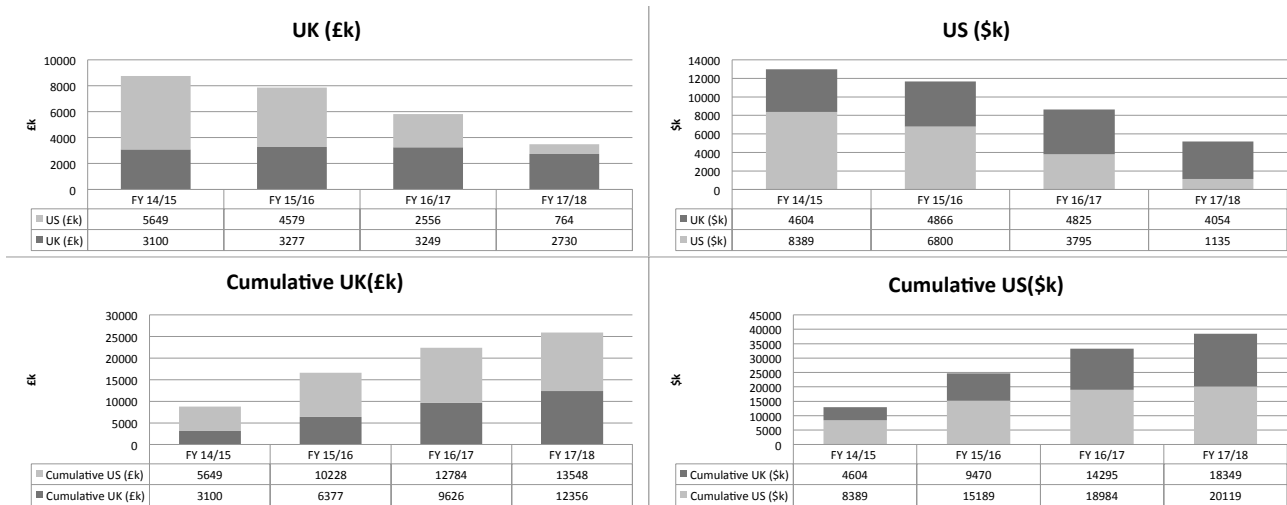 UK (£k)
10000
8000
6000
4000
2000
0
£k
FY 14/15 FY 15/16 FY 16/17 FY 17/18
US (£k) 5649 4579 2556 764
UK (£k) 3100 3277 3249 2730
US ($k)
14000
12000
10000
8000
6000
4000
2000
0
$k
FY 14/15 FY 15/16 FY 16/17 FY 17/18
UK ($k) 4604 4866 4825 4054
US ($k) 8389 6800 3795 1135
Cumulative UK(£k)
30000
25000
20000
15000
10000
5000
0
£k
FY 14/15 FY 15/16 FY 16/17 FY 17/18
Cumulative US (£k) 5649 10228 12784 13548
Cumulative UK (£k) 3100 6377 9626 12356
Cumulative US($k)
45000
40000
35000
30000
25000
20000
15000
10000
5000
0
$k
FY 14/15 FY 15/16 FY 16/17 FY 17/18
Cumulative UK ($k) 4604 9470 14295 18349
Cumulative US ($k) 8389 15189 18984 20119